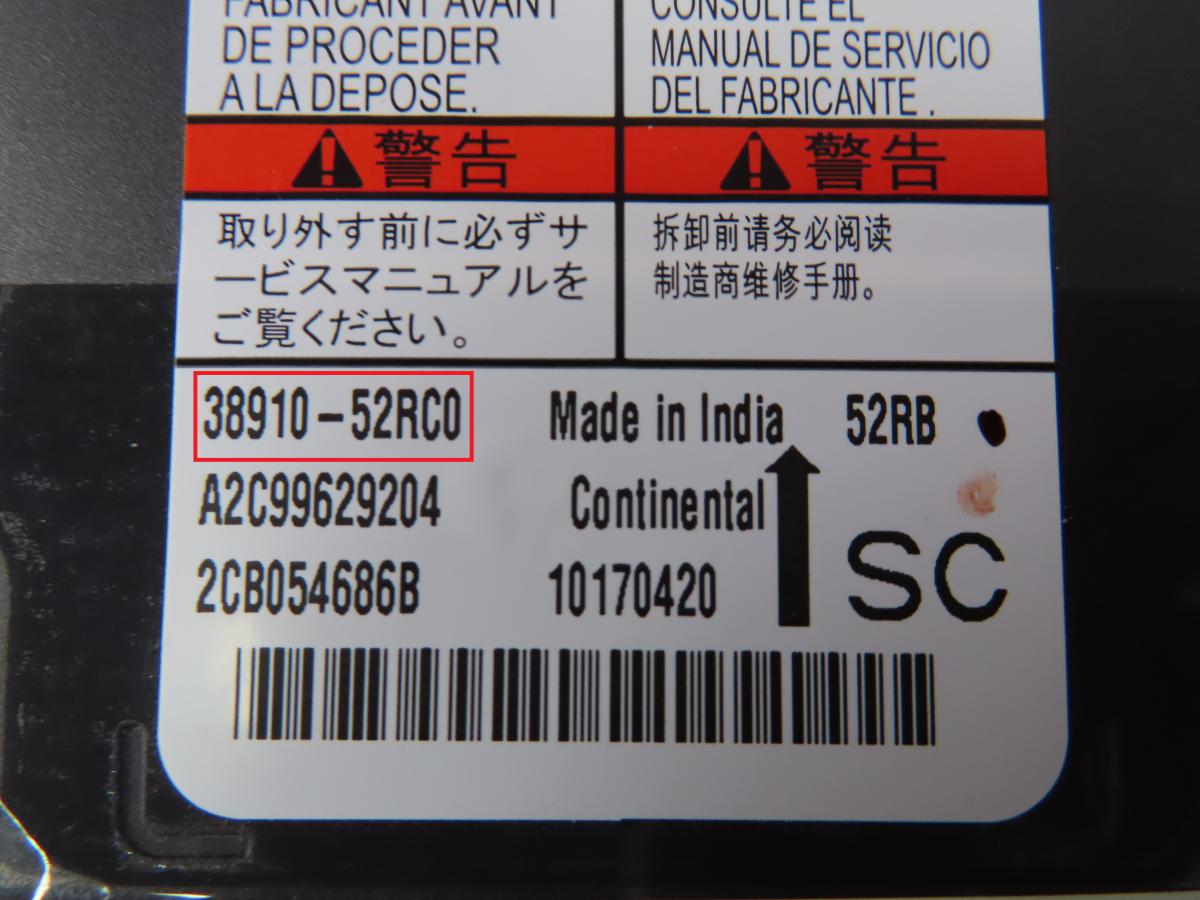 FABRICANT AVANT
DE PROCEDER
A LA DEPOSE.
CONSULTE EL
MANUAL DE SERVICIO
DEL FABRICANTE .
警告
警告
取り外す前に必ずサ
ービスマニュアルを
ご覧ください。
拆卸前请务必阅读
制造商维修手册。
38910-52RC0 Made in India 52RB
A2C99629204 Continental
2CB054686B 10170420 SC